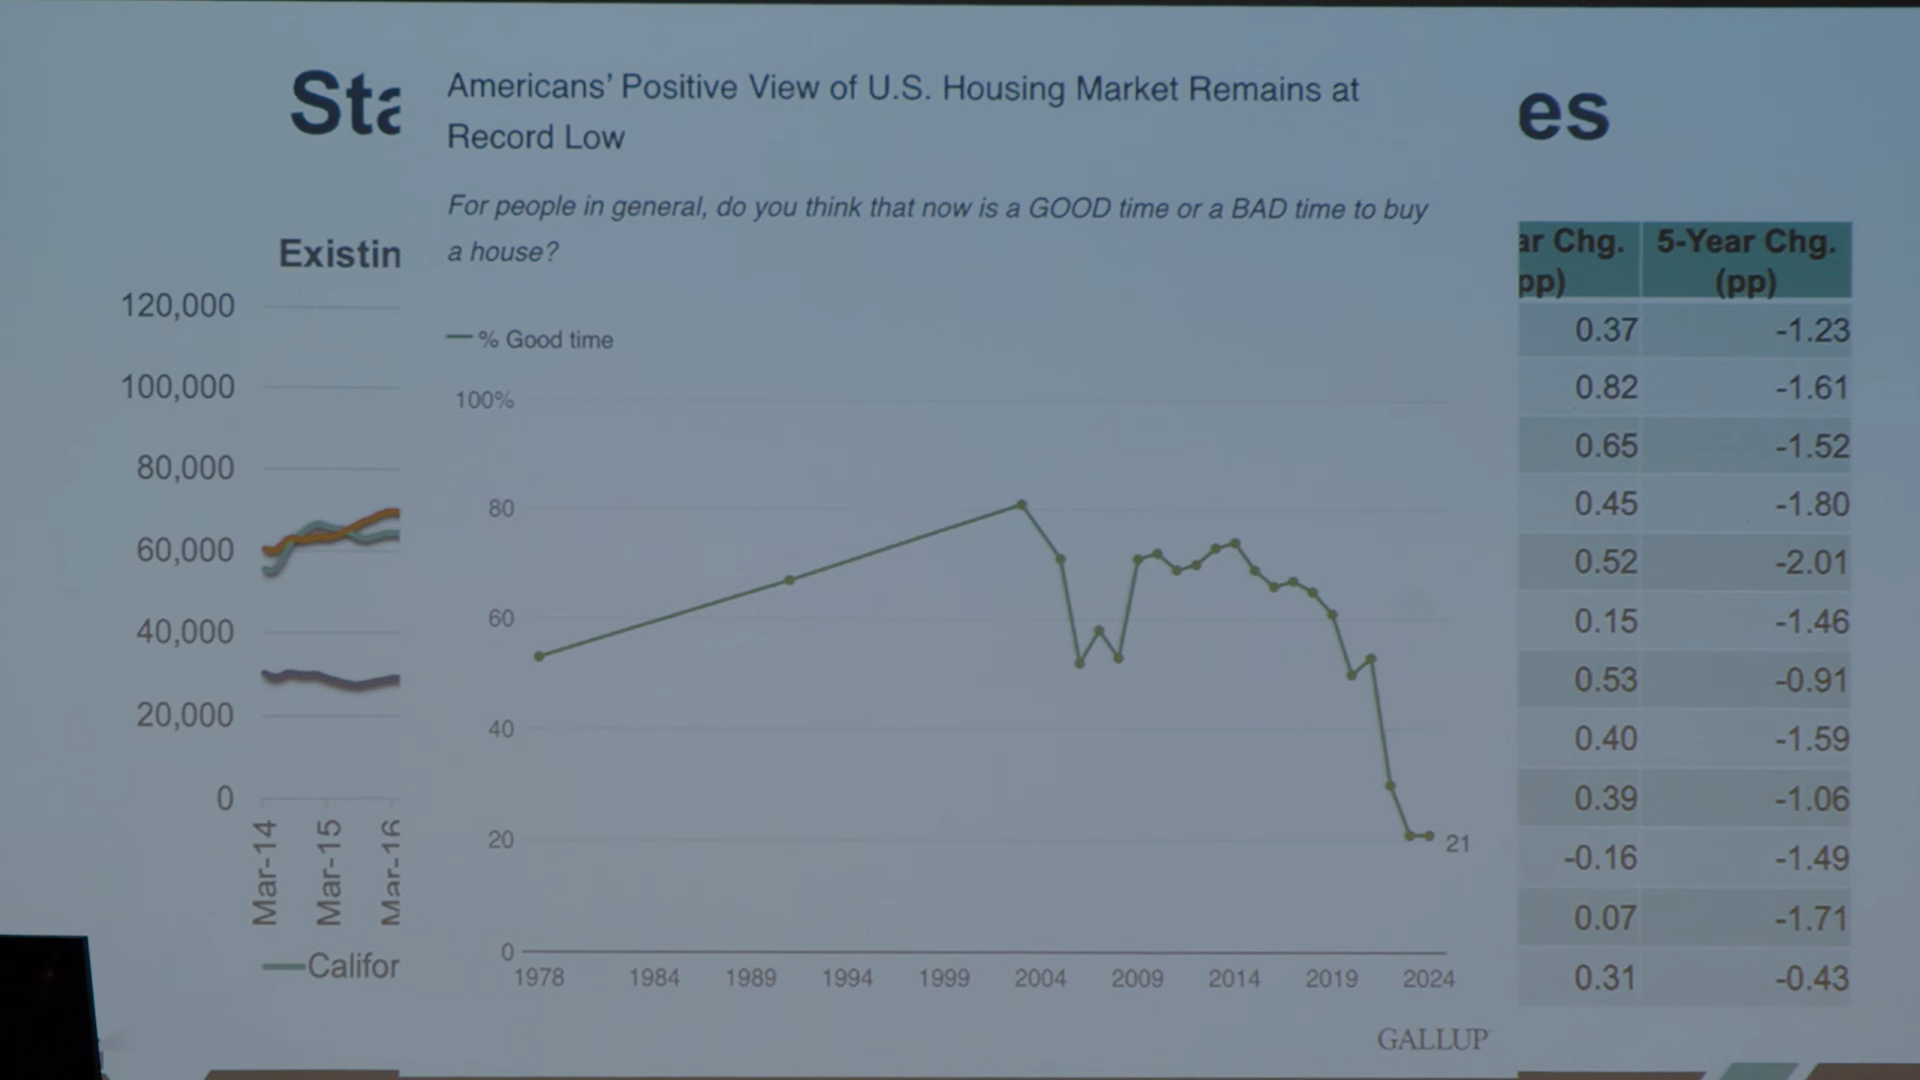 Sta
es
Americans' Positive View of U.S. Housing Market Remains at
Record Low
For people in general, do you think that now is a GOOD time or a BAD time to buy
a house?
% Good time
100%
80
60
40
20
0
21
1978 1984 1989 1994 1999 2004 2009 2014 2019 2024
GALLUP
Existin
120,000
100,000
80,000
60,000
40,000
20,000
0
Mar-14 Mar-15 Mar-16
Califor
ar Chg. 5-Year Chg.
pp) (pp)
0.37 -1.23
0.82 -1.61
0.65 -1.52
0.45 -1.80
0.52 -2.01
0.15 -1.46
0.53 -0.91
0.40 -1.59
0.39 -1.06
-0.16 -1.49
0.07 -1.71
0.31 -0.43